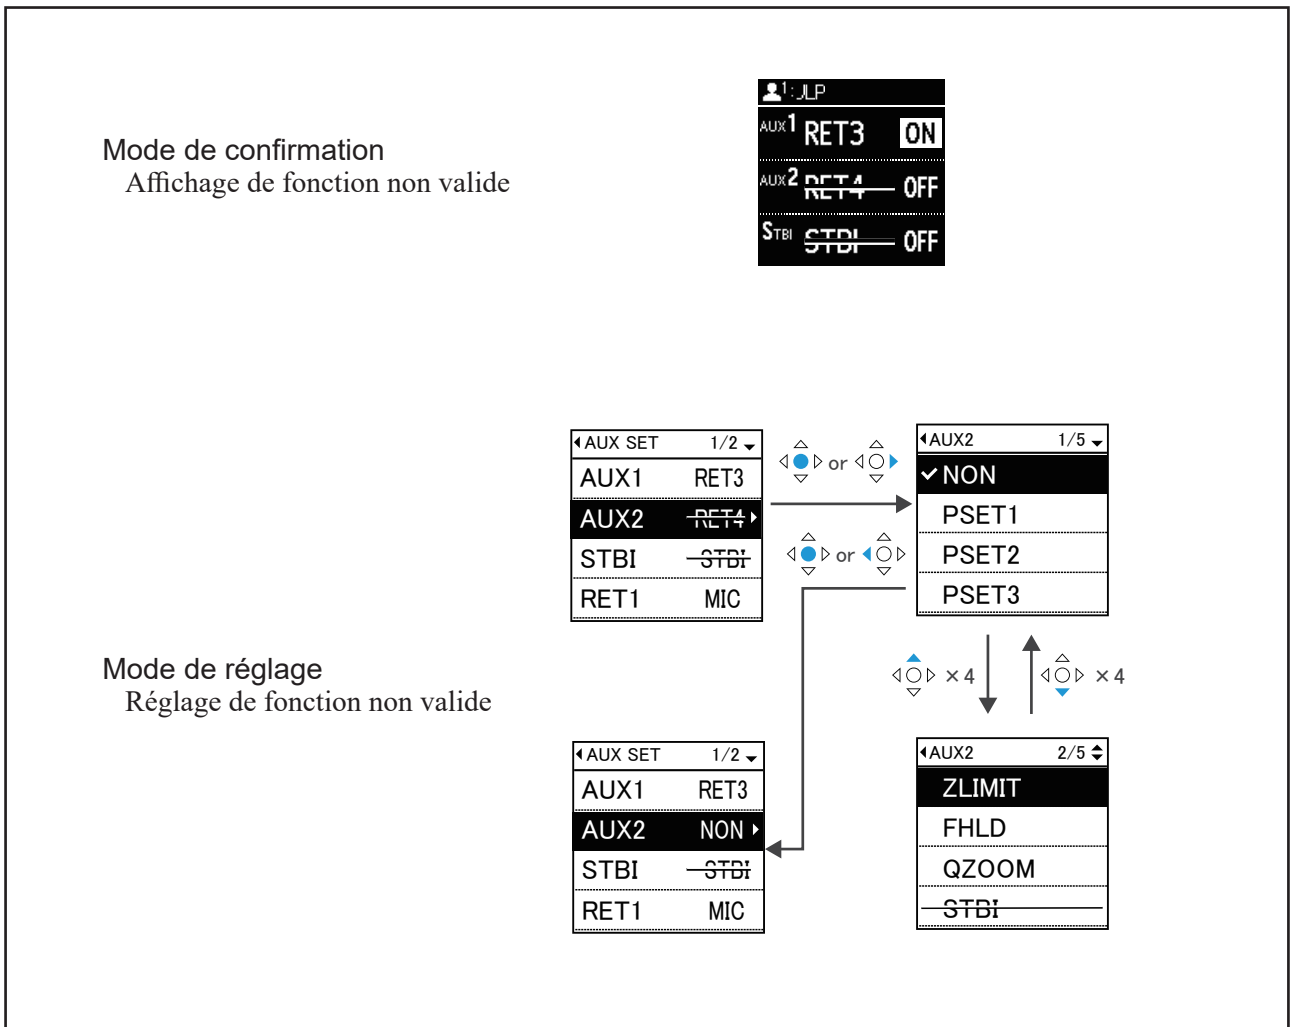 1:JLP
AUX1 RET3 ON
AUX2 RET4 OFF
STBI STBI OFF
Mode de confirmation
Affichage de fonction non valide
AUX SET 1/2
AUX1 RET3
AUX2 RET4
STBI STBI
RET1 MIC
or
or
AUX2 1/5
NON
PSET1
PSET2
PSET3
Mode de réglage
Réglage de fonction non valide
×4
×4
AUX SET 1/2
AUX1 RET3
AUX2 NON
STBI STBI
RET1 MIC
AUX2 2/5
ZLIMIT
FHLD
QZOOM
STBI